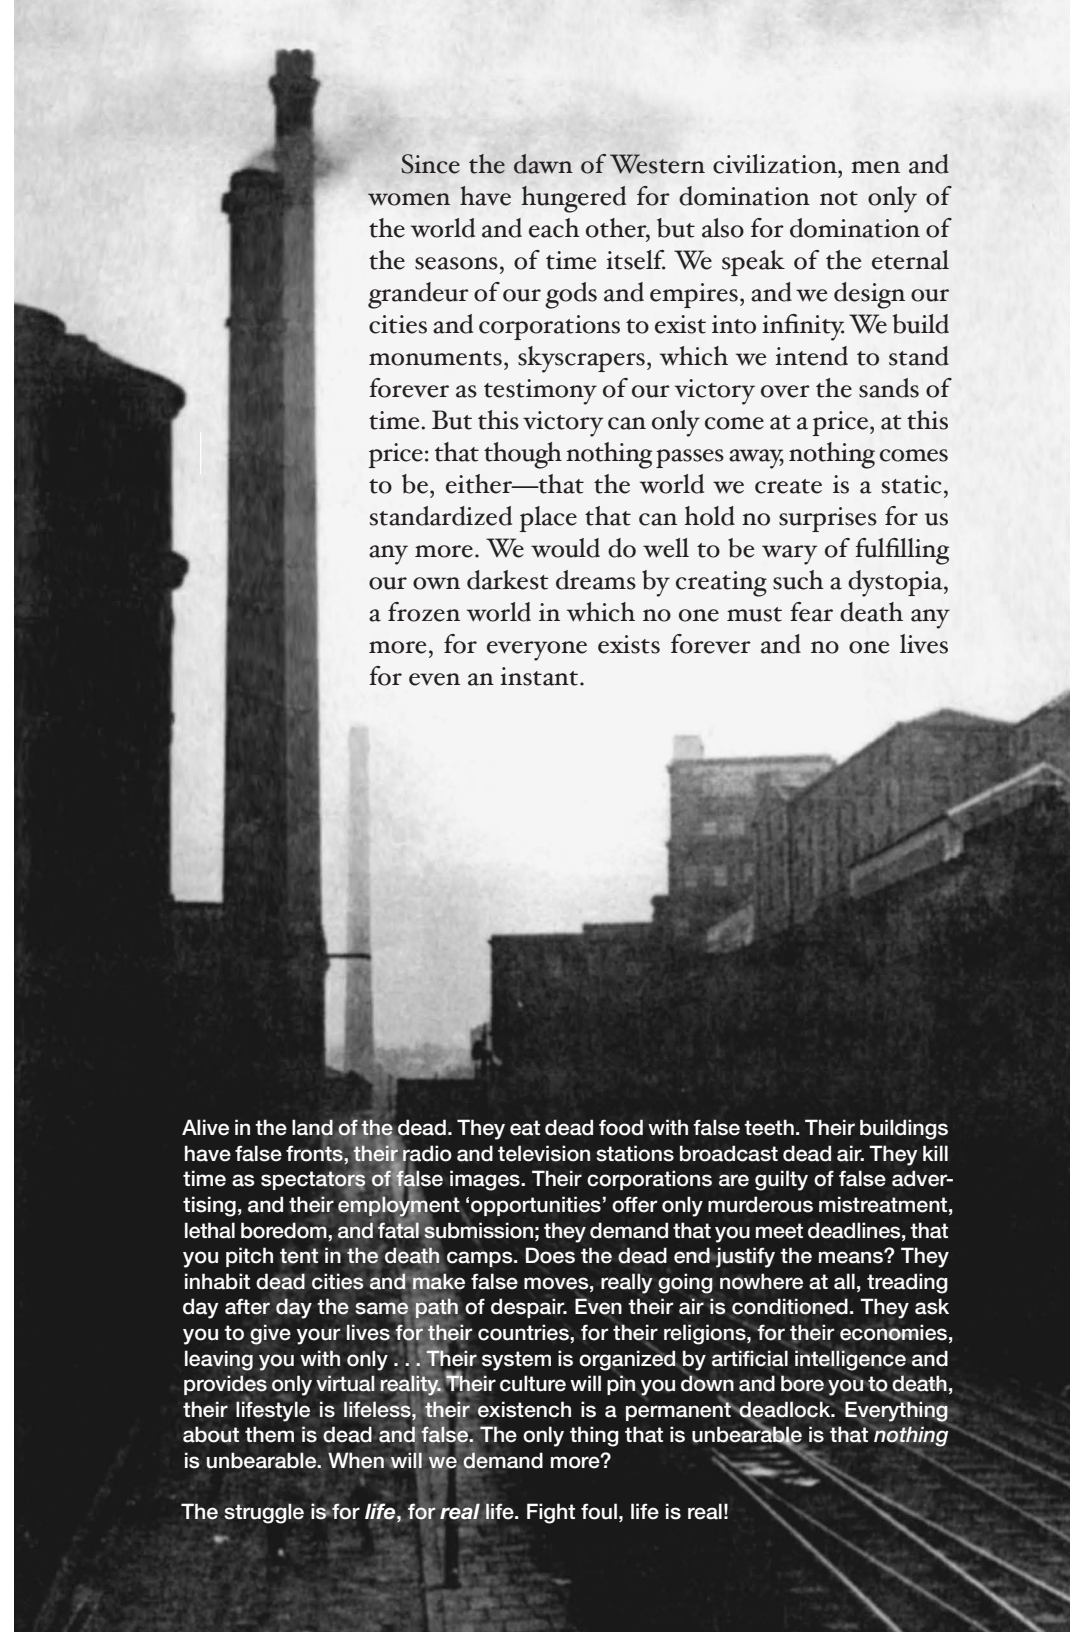 Since the dawn of Western civilization, men and
women have hungered for domination not only of
the world and each other, but also for domination of
the seasons, of time itself. We speak of the eternal
grandeur of our gods and empires, and we design our
cities and corporations to exist into infinity. We build
monuments, skyscrapers, which we intend to stand
forever as testimony of our victory over the sands of
time. But this victory can only come at a price, at this
price: that though nothing passes away, nothing comes
to be, either—that the world we create is a static,
standardized place that can hold no surprises for us
any more. We would do well to be wary of fulfilling
our own darkest dreams by creating such a dystopia,
a frozen world in which no one must fear death any
more, for everyone exists forever and no one lives
for even an instant.
Alive in the land of the dead. They eat dead food with false teeth. Their buildings
have false fronts, their radio and television stations broadcast dead air. They kill
time as spectators of false images. Their corporations are guilty of false adver-
tising, and their employment ‘opportunities’ offer only murderous mistreatment,
lethal boredom, and fatal submission; they demand that you meet deadlines, that
you pitch tent in the death camps. Does the dead end justify the means? They
inhabit dead cities and make false moves, really going nowhere at all, treading
day after day the same path of despair. Even their air is conditioned. They ask
you to give your lives for their countries, for their religions, for their economies,
leaving you with only . . . Their system is organized by artificial intelligence and
provides only virtual reality. Their culture will pin you down and bore you to death,
their lifestyle is lifeless, their existench is a permanent deadlock. Everything
about them is dead and false. The only thing that is unbearable is that nothing
is unbearable. When will we demand more?
The struggle is for life, for real life. Fight foul, life is real!